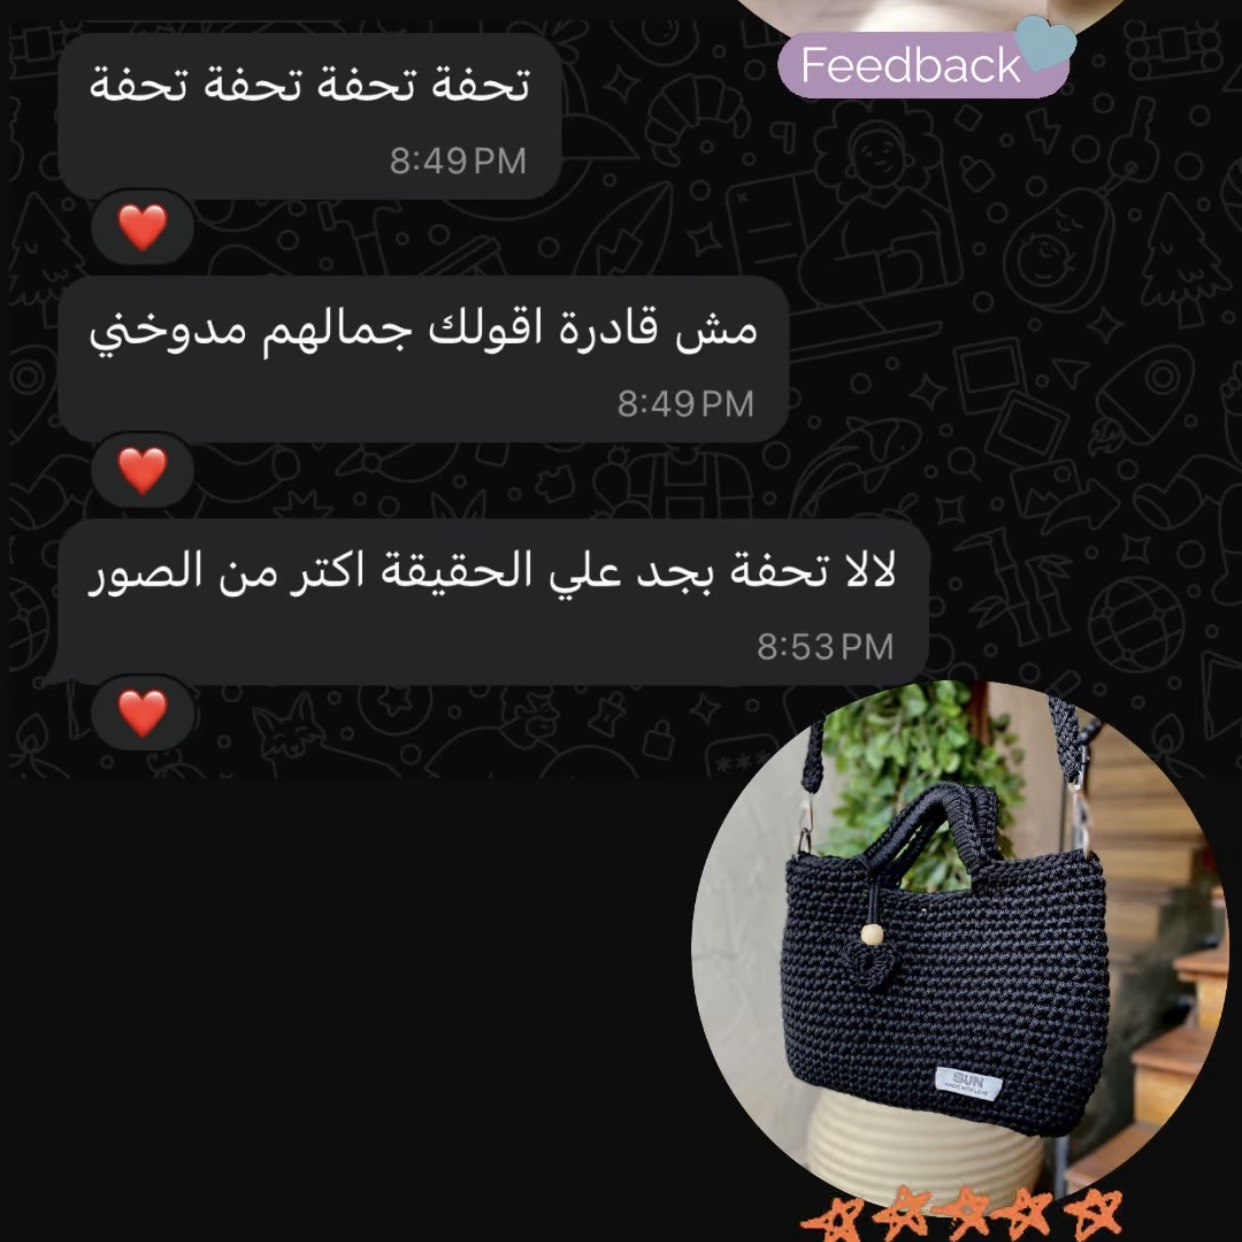 Feedback
تحفة تحفة تحفة تحفة
8:49 PM
مش قادرة اقولك جمالهم مدوخني
8:49 PM
لالا تحفة بجد علي الحقيقة اكتر من الصور
8:53 PM
***
SUN
MADE WITH LOVE